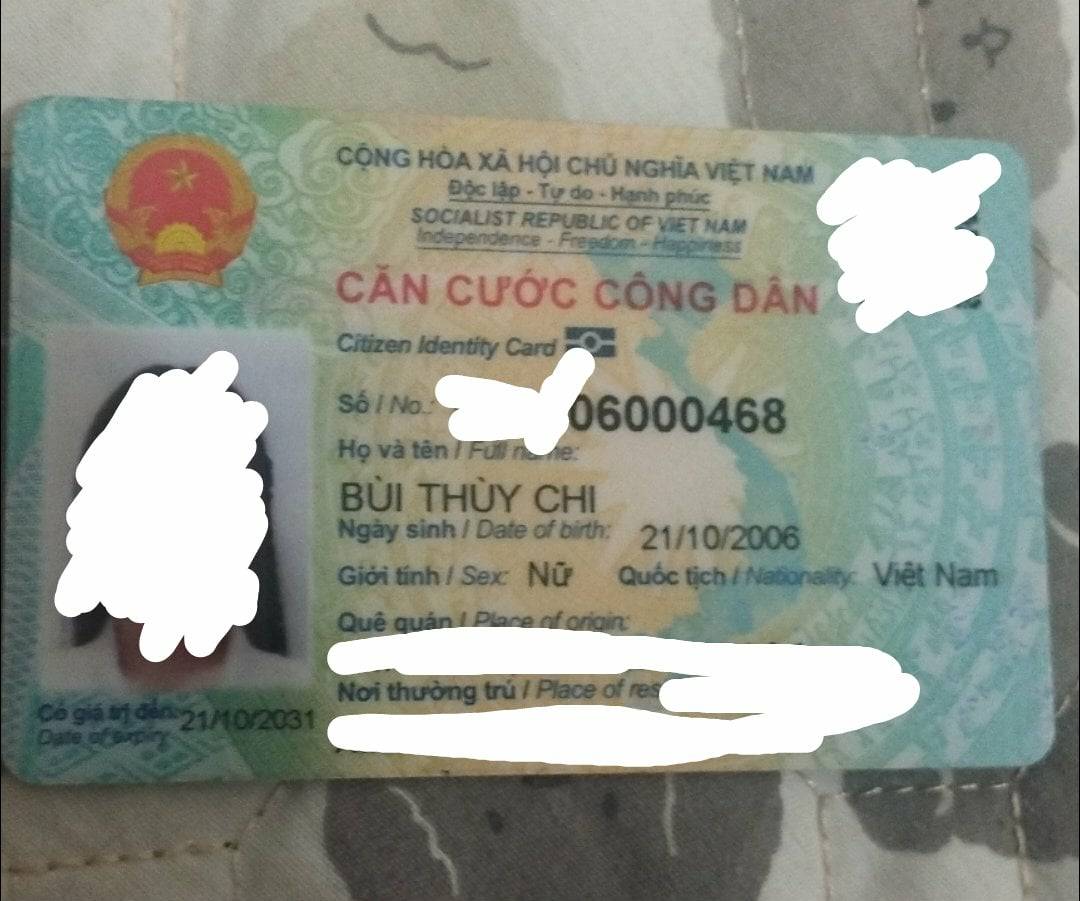 CỘNG HÒA XÃ HỘI CHỦ NGHĨA VIỆT NAM
Độc lập - Tự do - Hạnh phúc
SOCIALIST REPUBLIC OF VIET NAM
Independence - Freedom - Happiness
CĂN CƯỚC CÔNG DÂN
Citizen Identity Card
Số / No.: 06000468
Họ và tên / Full name:
BÙI THÙY CHI
Ngày sinh / Date of birth: 21/10/2006
Giới tính / Sex: Nữ Quốc tịch / Nationality: Việt Nam
Quê quán / Place of origin:
Nơi thường trú / Place of res
Có giá trị đến: 21/10/2031
Date of expiry